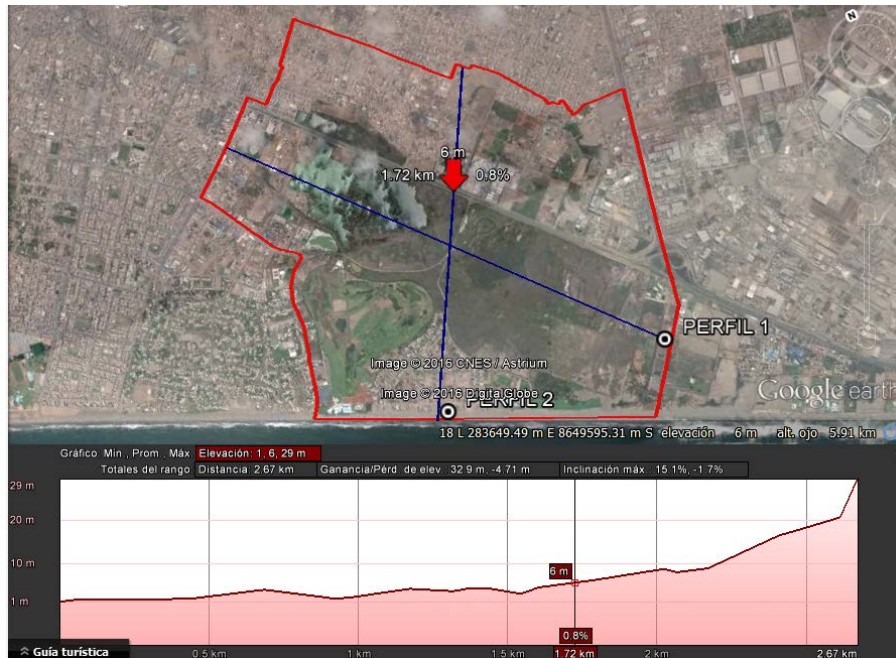 N
6 m
1.72 km 0.8%
PERFIL 1
Image © 2016 CNES / Astrium
Image © 2016 DigitalGlobe
PERFIL 2
Google earth
18 L 283649.49 m E 8649595.31 m S elevación 6 m alt. ojo 5.91 km
Gráfico: Mín., Prom., Máx. Elevación: 1, 6, 29 m
Totales del rango: Distancia: 2.67 km Ganancia/Pérd. de elev.: 32.9 m, -4.71 m Inclinación máx.: 15.1%, -1.7%
29 m
20 m
10 m
6 m
1 m
0.8%
Guía turística 0.5 km 1 km 1.5 km 1.72 km 2 km 2.67 km